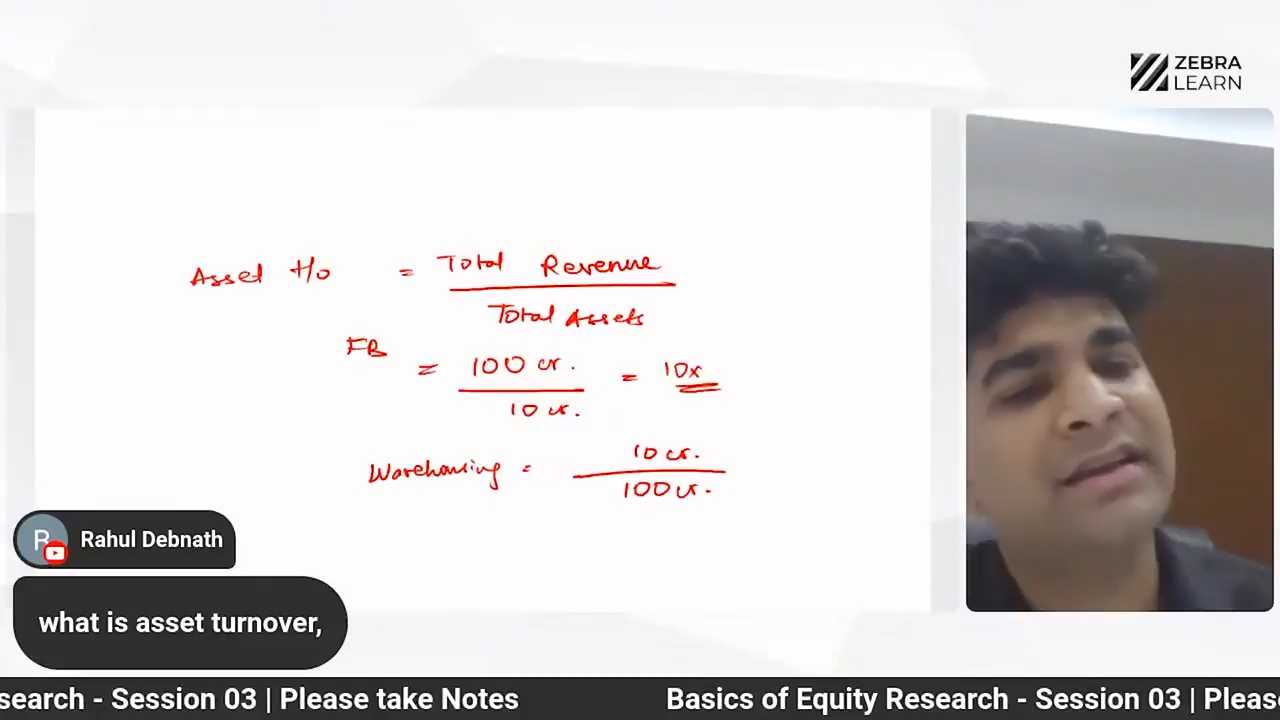 ZEBRA
LEARN
Asset T/o = Total Revenue
Total Assets
FB = 100 cr. = 10x
10 cr.
Warehousing = 10 cr.
100 cr.
R
Rahul Debnath
what is asset turnover,
search - Session 03 | Please take Notes Basics of Equity Research - Session 03 | Pleas